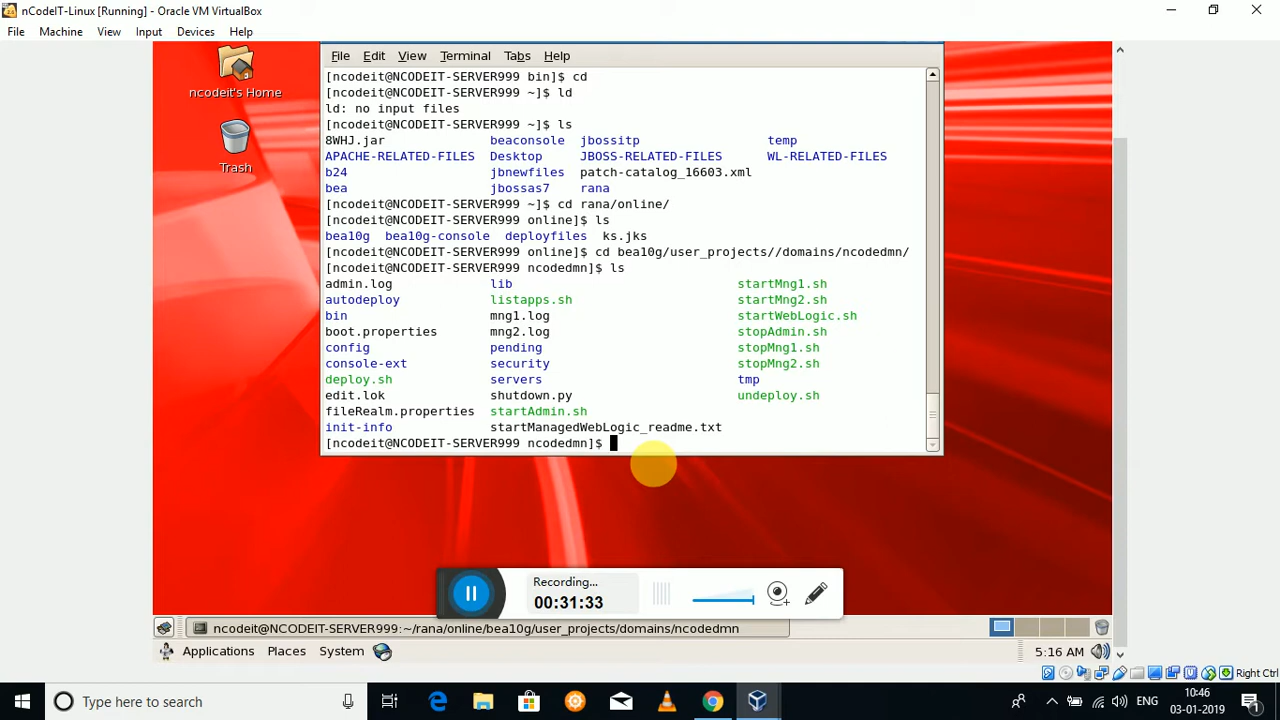 nCodeIT-Linux [Running] - Oracle VM VirtualBox
File Machine View Input Devices Help
ncodeit's Home
Trash
File Edit View Terminal Tabs Help
[ncodeit@NCODEIT-SERVER999 bin]$ cd
[ncodeit@NCODEIT-SERVER999 ~]$ ld
ld: no input files
[ncodeit@NCODEIT-SERVER999 ~]$ ls
8WHJ.jar beaconsole jbossitp temp
APACHE-RELATED-FILES Desktop JBOSS-RELATED-FILES WL-RELATED-FILES
b24 jbnewfiles patch-catalog_16603.xml
bea jbossas7 rana
[ncodeit@NCODEIT-SERVER999 ~]$ cd rana/online/
[ncodeit@NCODEIT-SERVER999 online]$ ls
bea10g bea10g-console deployfiles ks.jks
[ncodeit@NCODEIT-SERVER999 online]$ cd bea10g/user_projects//domains/ncodedmn/
[ncodeit@NCODEIT-SERVER999 ncodedmn]$ ls
admin.log lib startMng1.sh
autodeploy listapps.sh startMng2.sh
bin mng1.log startWebLogic.sh
boot.properties mng2.log stopAdmin.sh
config pending stopMng1.sh
console-ext security stopMng2.sh
deploy.sh servers tmp
edit.lok shutdown.py undeploy.sh
fileRealm.properties startAdmin.sh
init-info startManagedWebLogic_readme.txt
[ncodeit@NCODEIT-SERVER999 ncodedmn]$
Recording...
00:31:33
ncodeit@NCODEIT-SERVER999:~/rana/online/bea10g/user_projects/domains/ncodedmn
Applications Places System 5:16 AM
Right Ctrl
Type here to search
ENG
10:46
03-01-2019
1